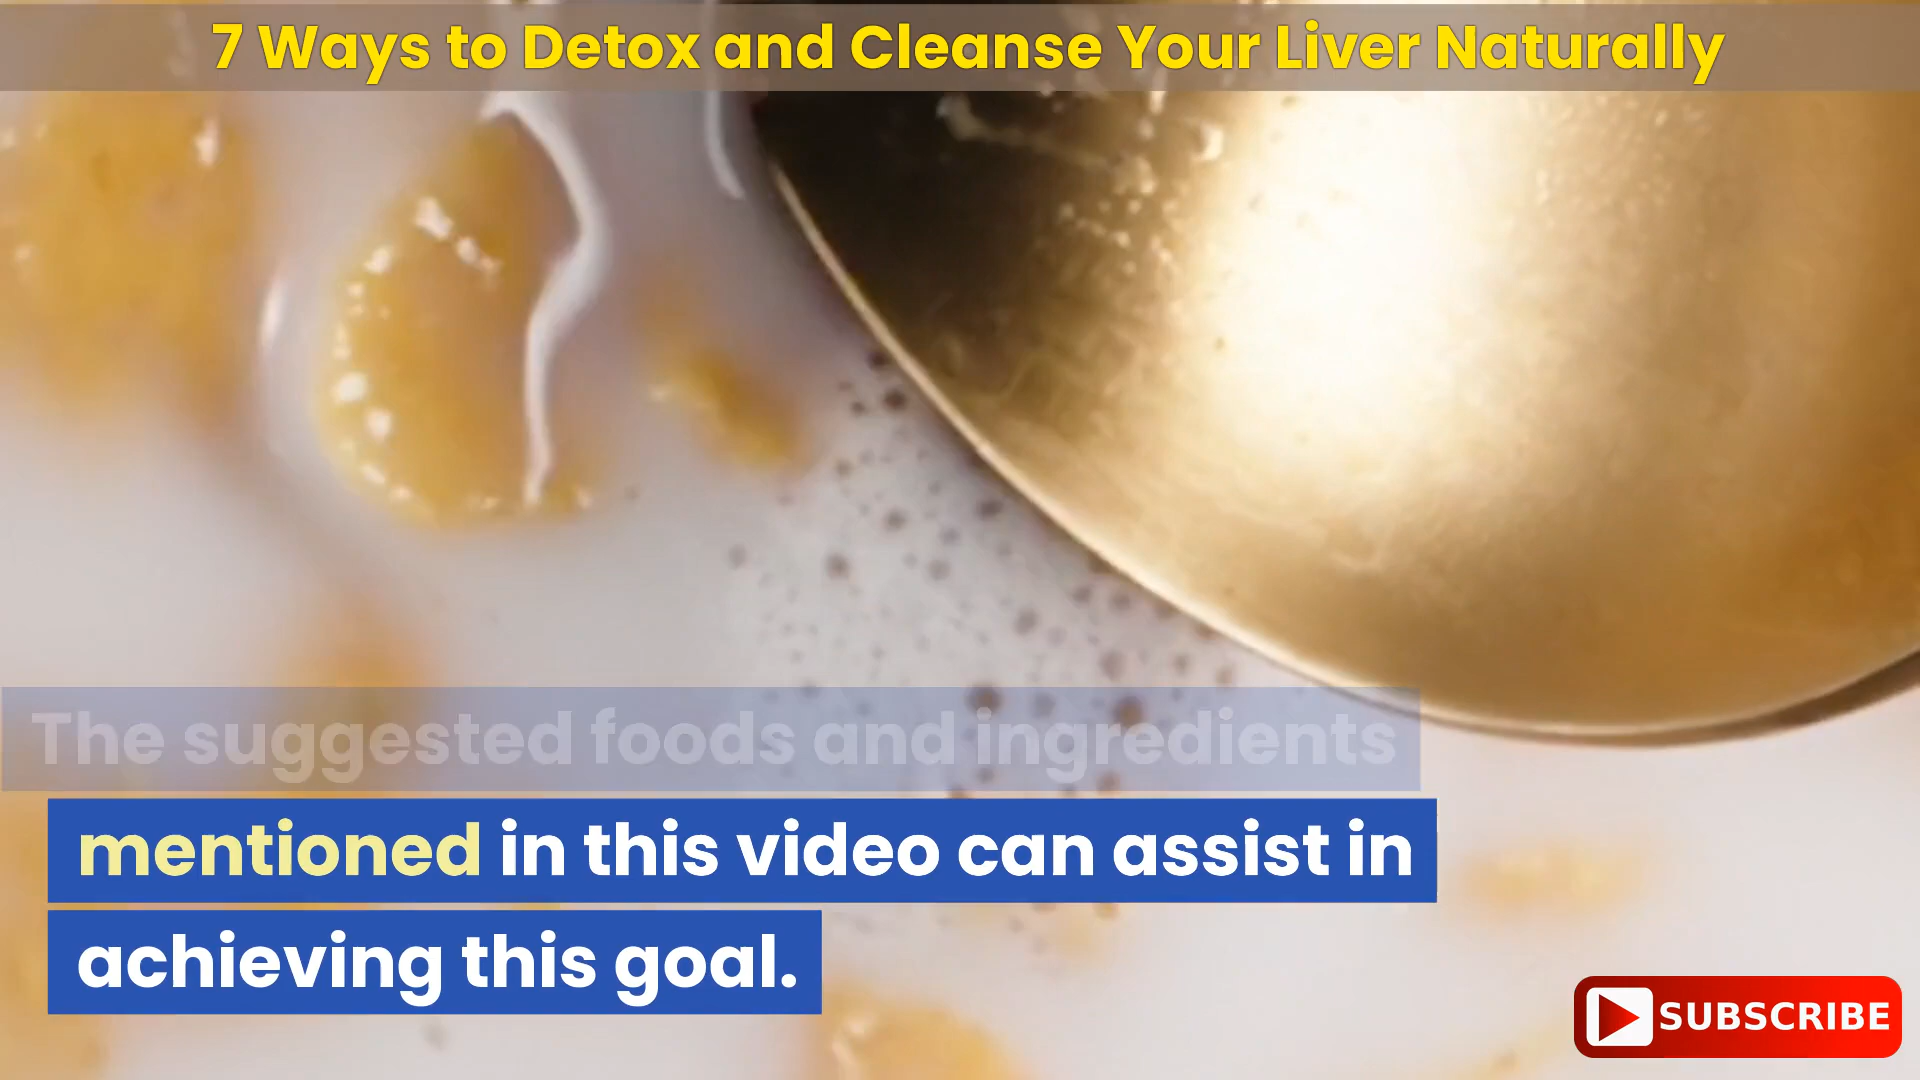 7 Ways to Detox and Cleanse Your Liver Naturally
The suggested foods and ingredients
mentioned in this video can assist in
achieving this goal.
SUBSCRIBE